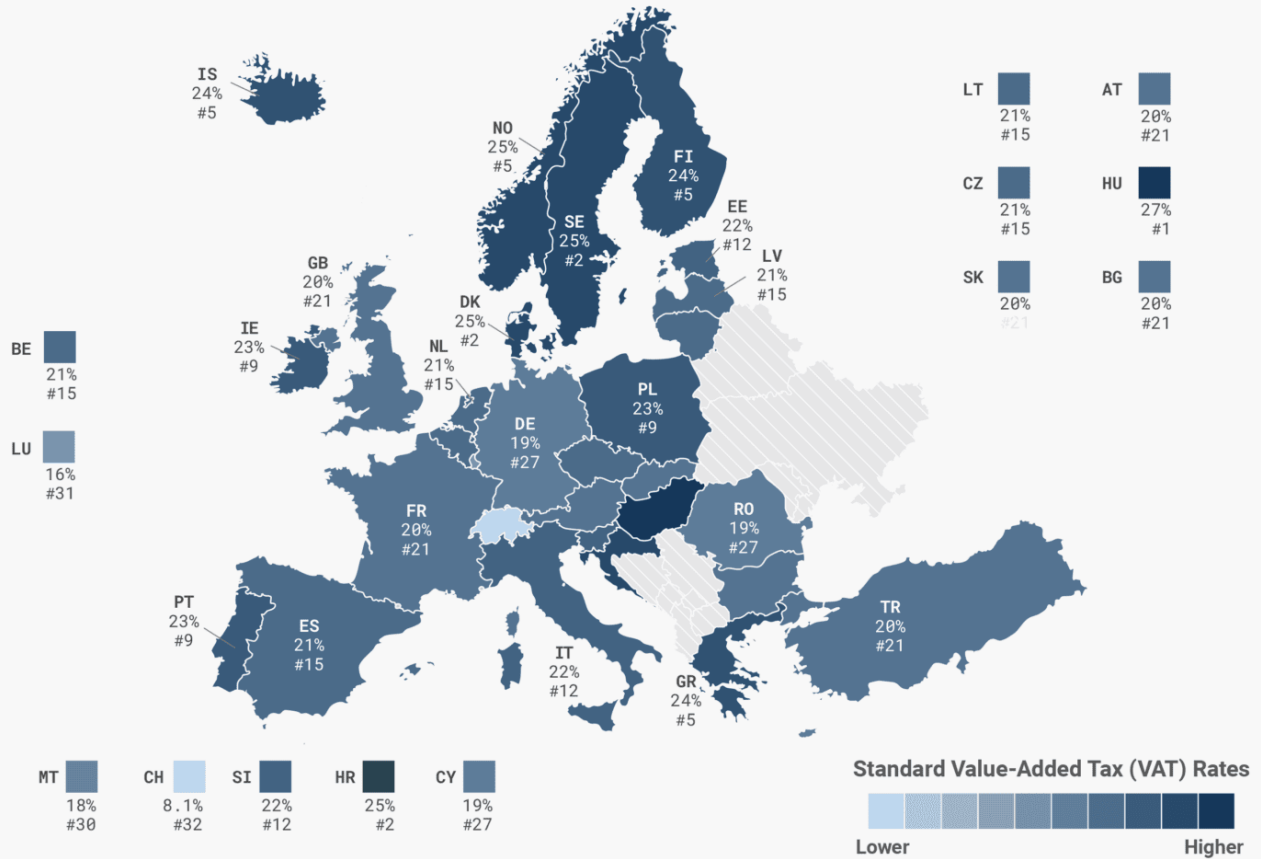 IS
24%
#5
NO
25%
#5
FI
24%
#5
SE
25%
#2
EE
22%
#12
LV
21%
#15
GB
20%
#21
DK
25%
#2
IE
23%
#9
NL
21%
#15
PL
23%
#9
DE
19%
#27
FR
20%
#21
RO
19%
#27
PT
23%
#9
ES
21%
#15
IT
22%
#12
GR
24%
#5
TR
20%
#21
LT
21%
#15
AT
20%
#21
CZ
21%
#15
HU
27%
#1
SK
20%
#21
BG
20%
#21
BE
21%
#15
LU
16%
#31
MT
18%
#30
CH
8.1%
#32
SI
22%
#12
HR
25%
#2
CY
19%
#27
Standard Value-Added Tax (VAT) Rates
Lower
Higher